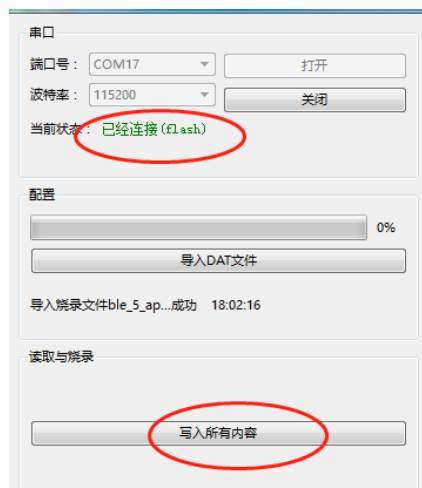 串口
端口号： COM17 打开
波特率： 115200 关闭
当前状态： 已经连接(flash)
配置
0%
导入DAT文件
导入烧录文件ble_5_ap...成功 18:02:16
读取与烧录
写入所有内容